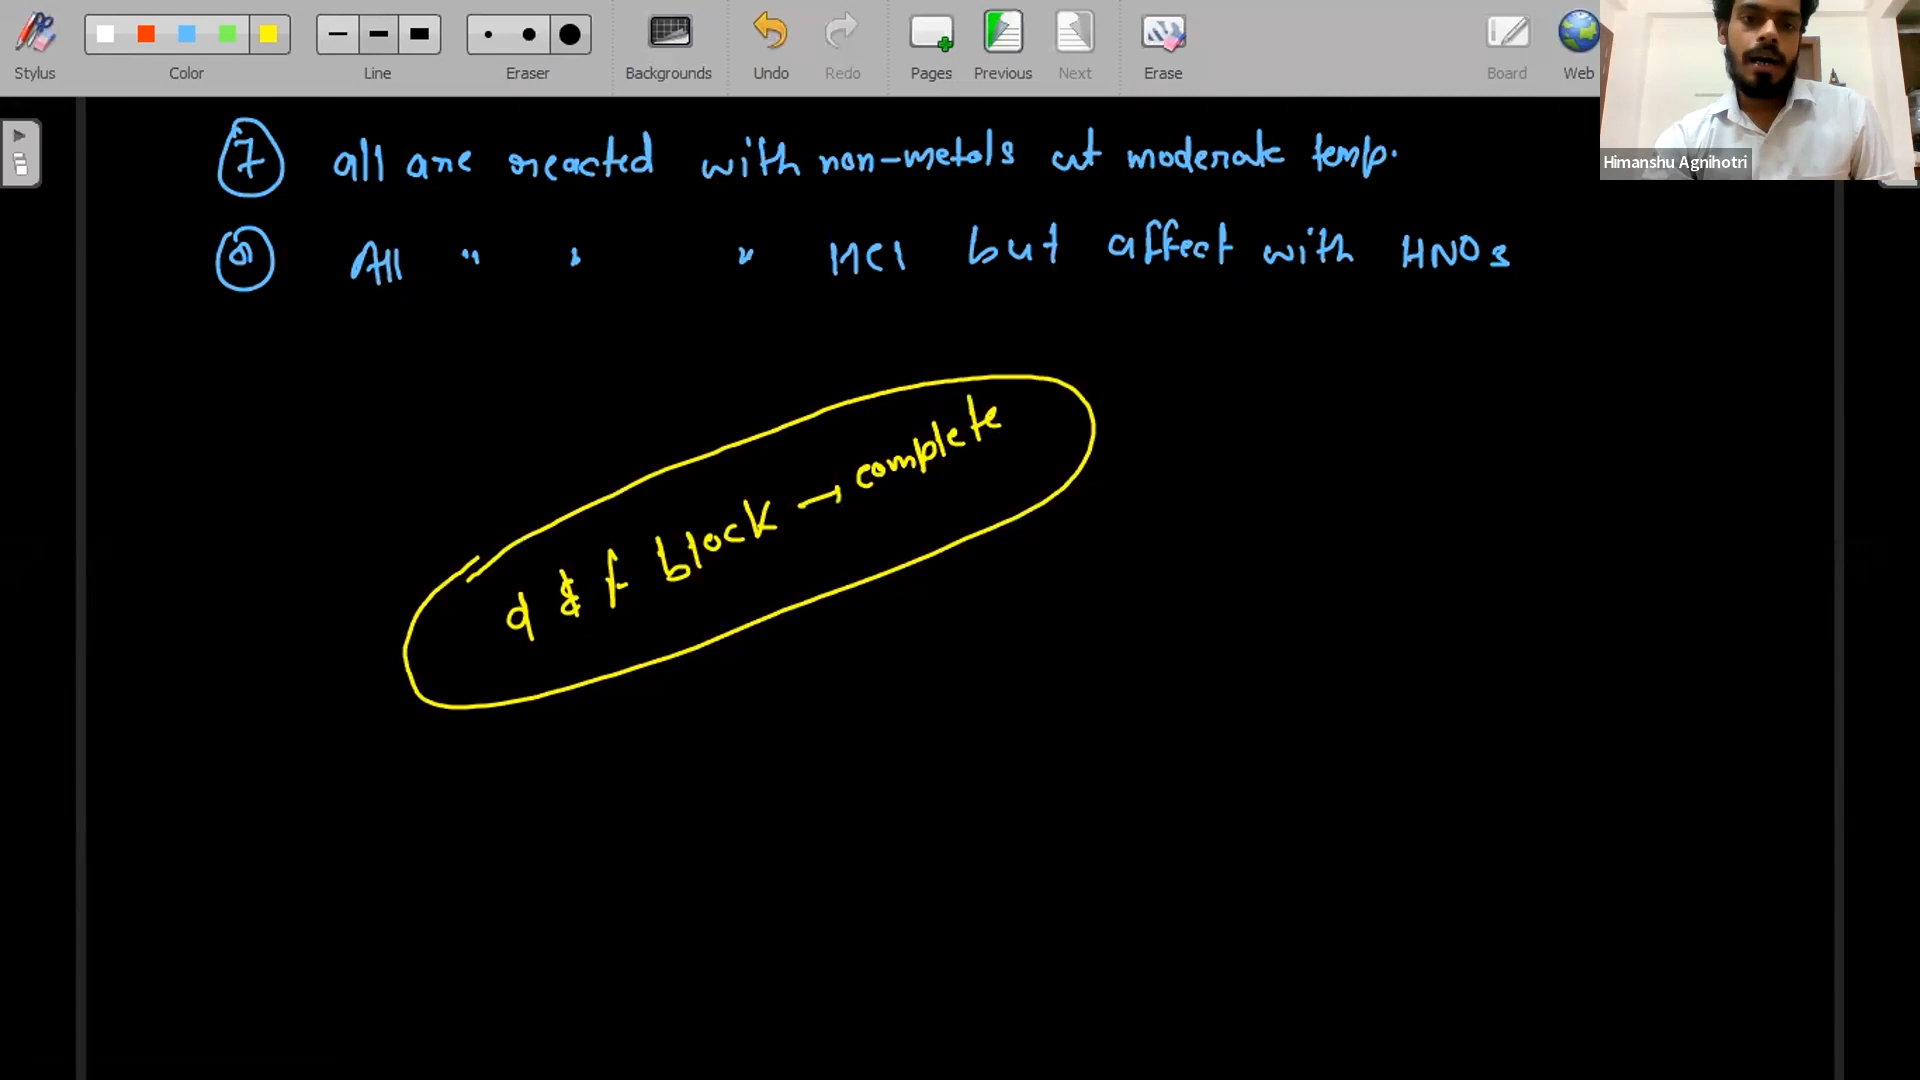 Stylus
Color
Line
Eraser
Backgrounds
Undo
Redo
Pages
Previous
Next
Erase
Board
Web
Himanshu Agnihotri
7 all are reacted with non-metals at moderate temp.
8 All " " " HCl but affect with HNO3
d & f block → complete